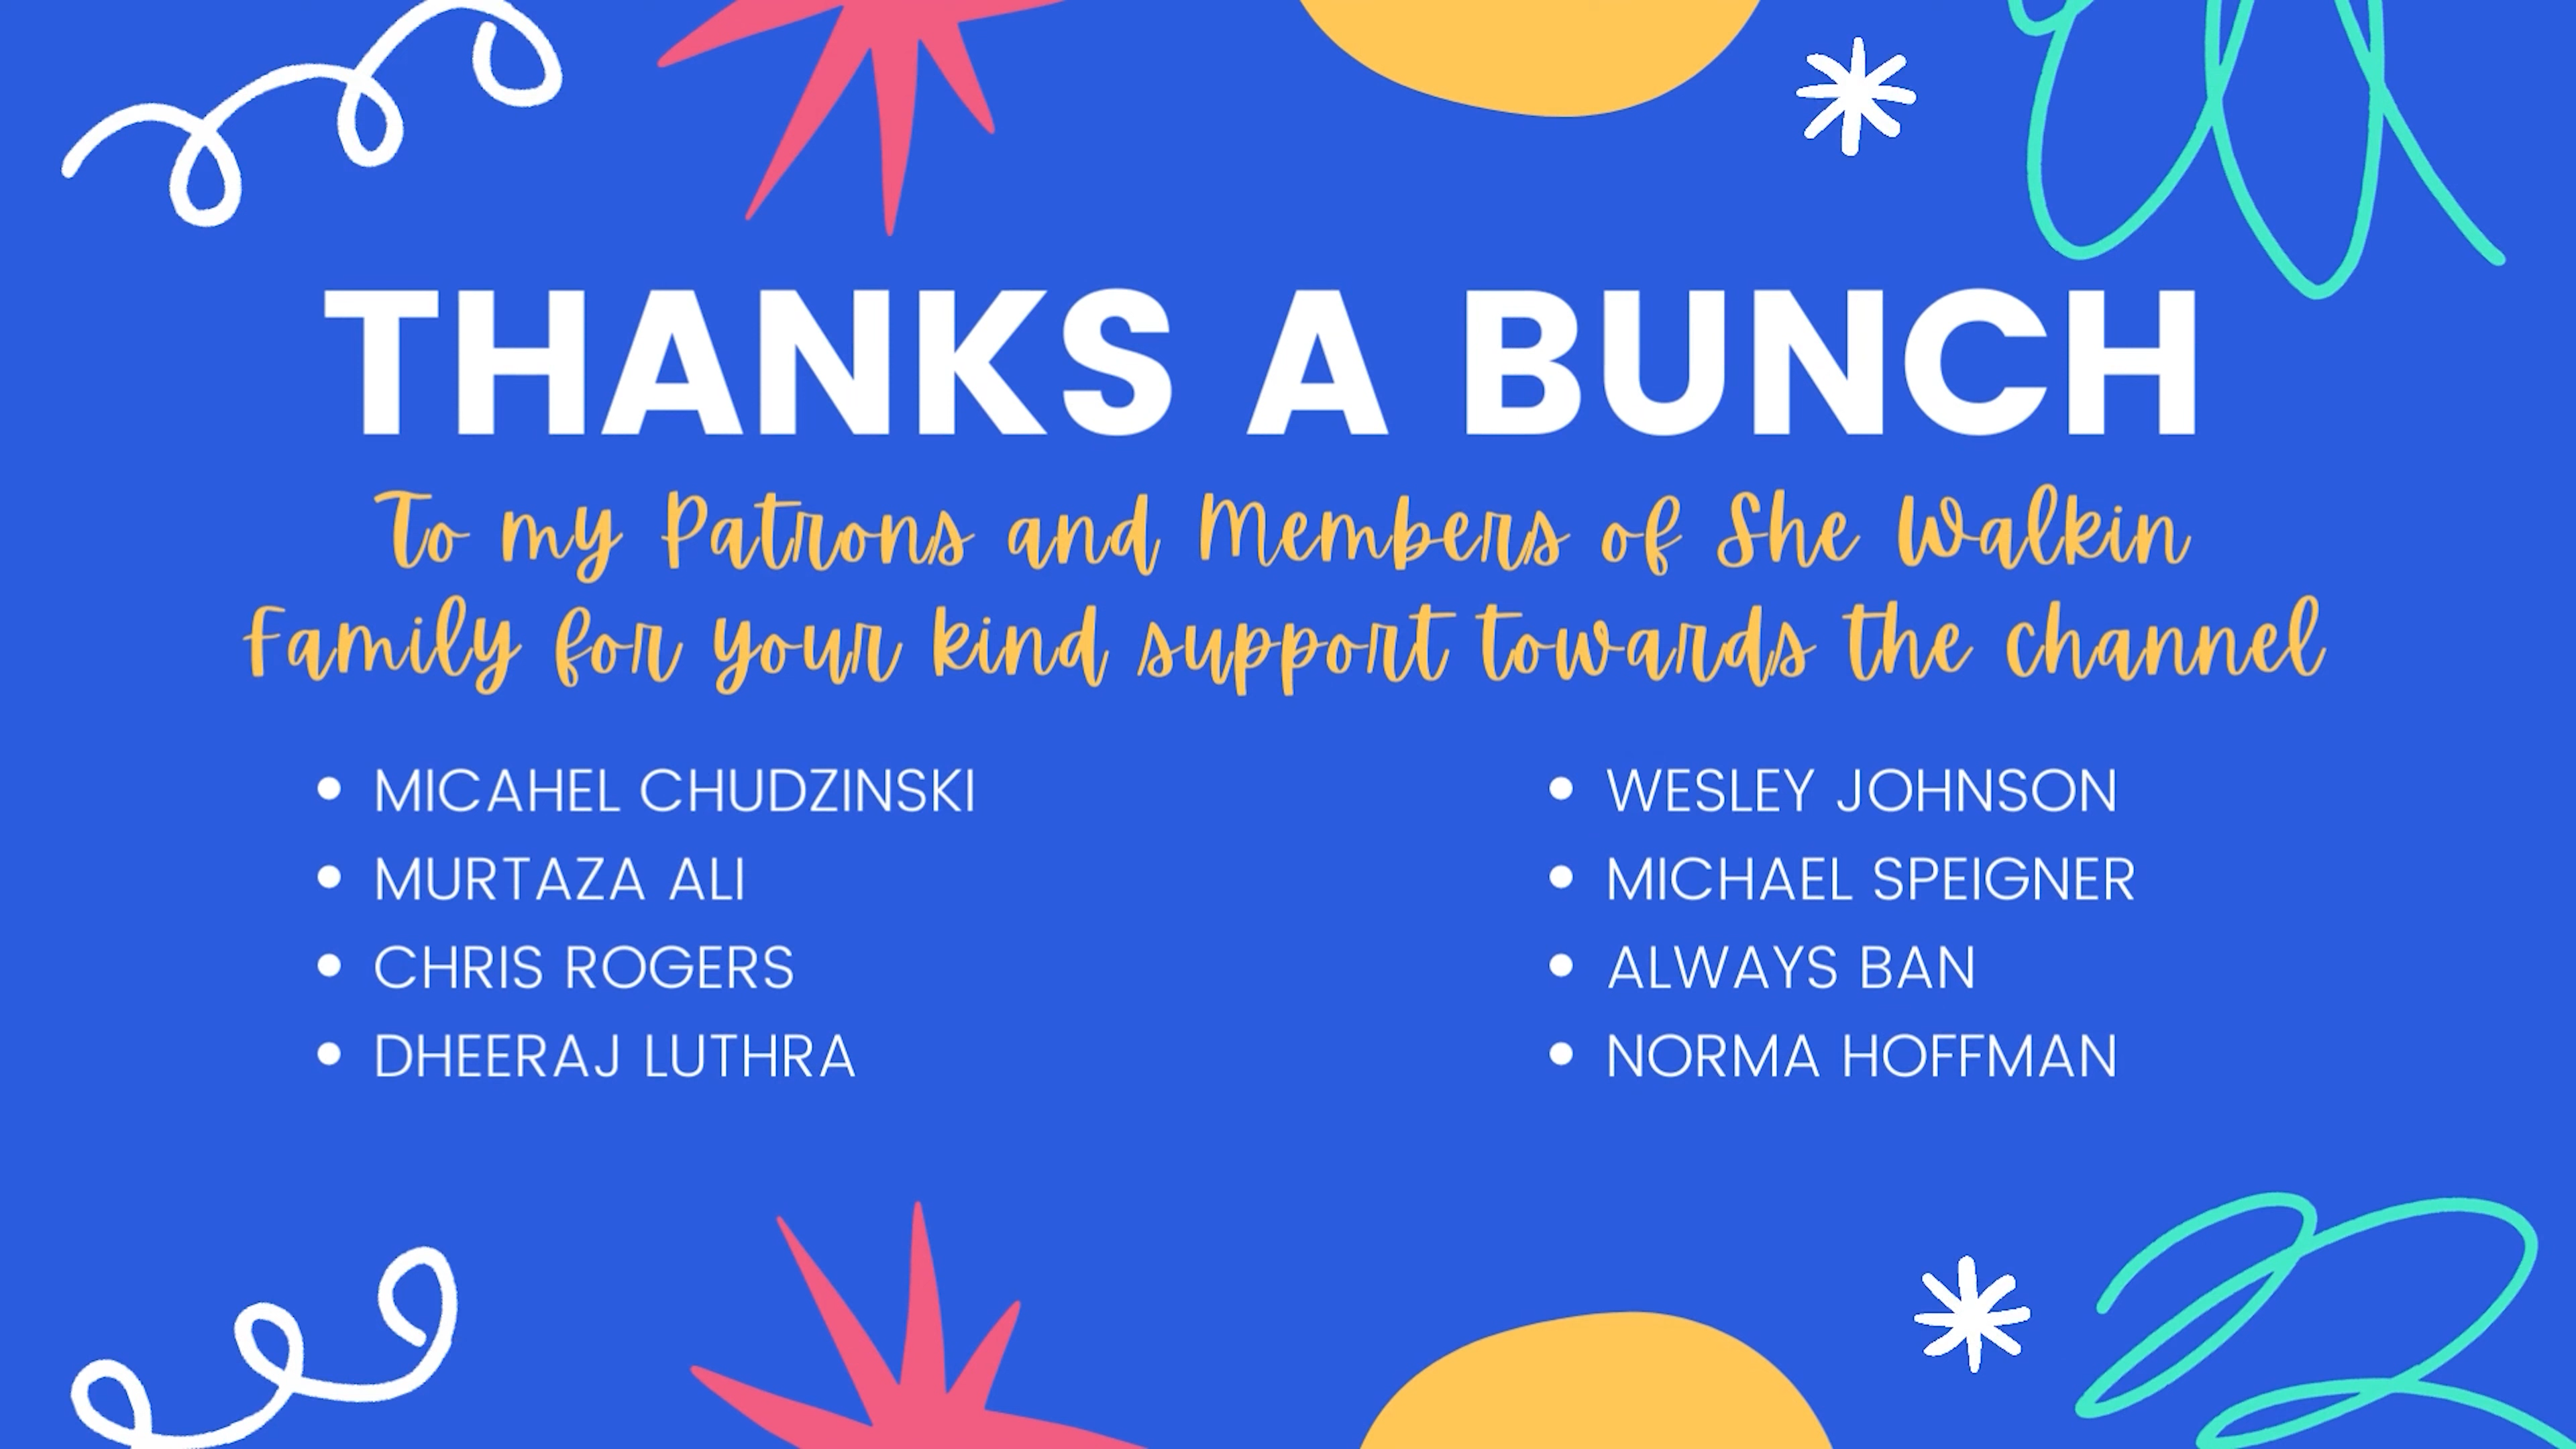 THANKS A BUNCH
To my Patrons and Members of She Walkin
Family for your kind support towards the channel
• MICAHEL CHUDZINSKI
• MURTAZA ALI
• CHRIS ROGERS
• DHEERAJ LUTHRA
• WESLEY JOHNSON
• MICHAEL SPEIGNER
• ALWAYS BAN
• NORMA HOFFMAN